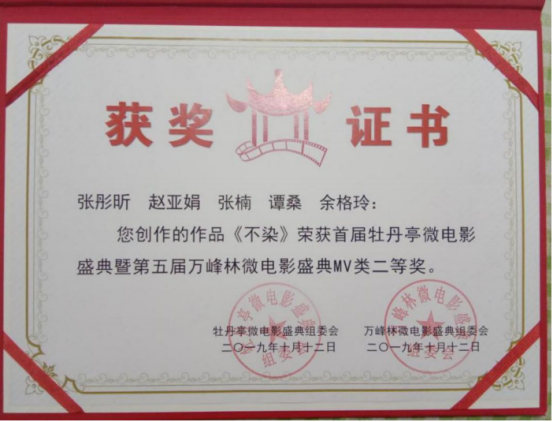 获奖 证书
张彤昕 赵亚娟 张楠 谭桑 余格玲:
您创作的作品《不染》荣获首届牡丹亭微电影
盛典暨第五届万峰林微电影盛典MV类二等奖。
牡丹亭微电影盛典组委会 万峰林微电影盛典组委会
二〇一九年十月十二日 二〇一九年十月十二日